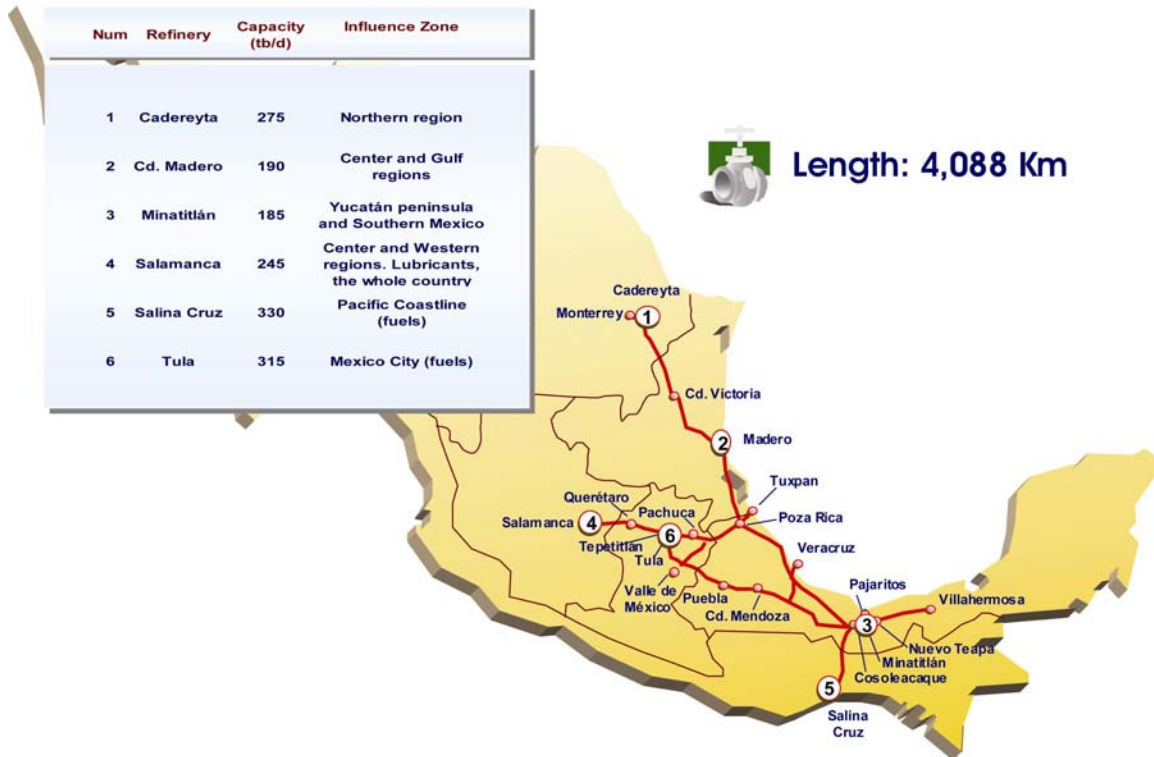 Num Refinery Capacity (tb/d) Influence Zone
1 Cadereyta 275 Northern region
2 Cd. Madero 190 Center and Gulf regions
3 Minatitlán 185 Yucatán peninsula and Southern Mexico
4 Salamanca 245 Center and Western regions. Lubricants, the whole country
5 Salina Cruz 330 Pacific Coastline (fuels)
6 Tula 315 Mexico City (fuels)
Length: 4,088 Km
Cadereyta
Monterrey
1
Cd. Victoria
2
Madero
Tuxpan
Querétaro
Pachuca
Salamanca
4
Poza Rica
6
Tepetitlán
Tula
Veracruz
Valle de
México
Puebla
Cd. Mendoza
Pajaritos
Villahermosa
3
Nuevo Teapa
Minatitlán
Cosoleacaque
5
Salina
Cruz